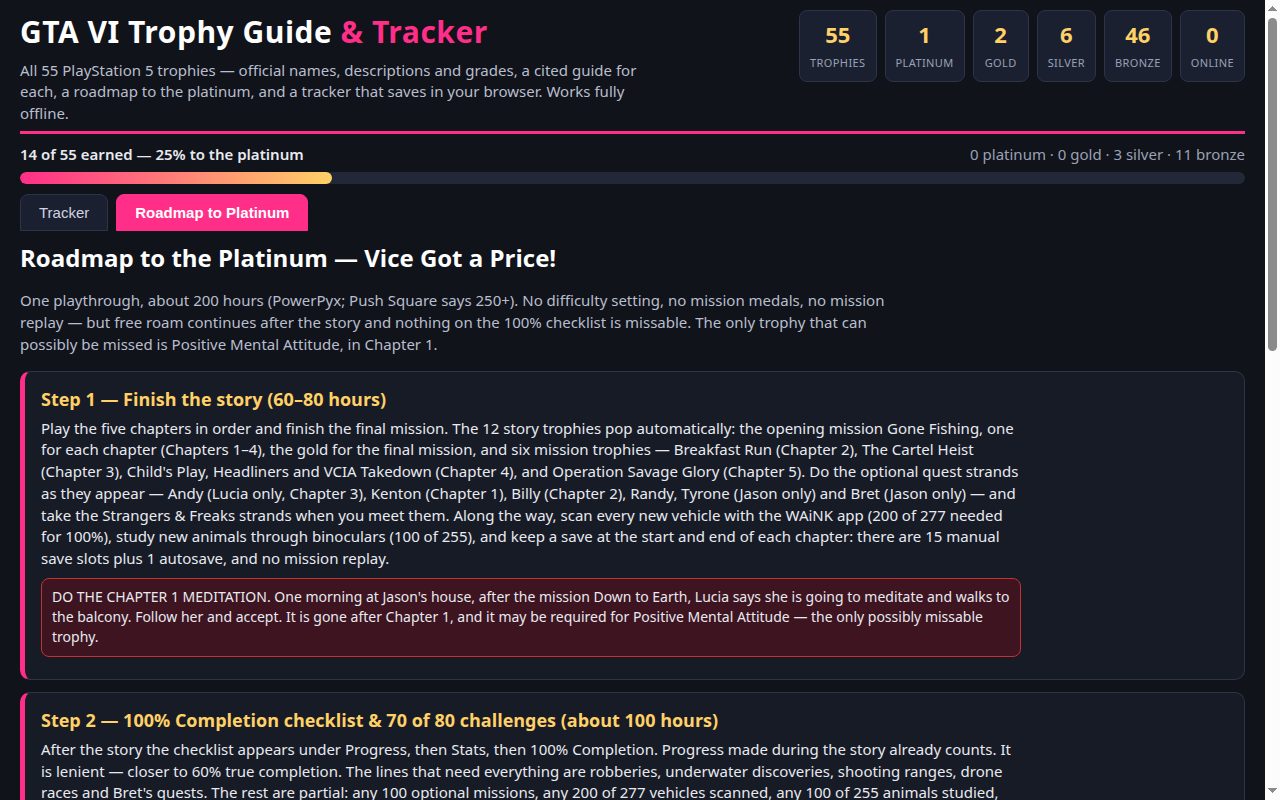 GTA VI Trophy Guide & Tracker
All 55 PlayStation 5 trophies — official names, descriptions and grades, a cited guide for
each, a roadmap to the platinum, and a tracker that saves in your browser. Works fully
offline.
55
TROPHIES
1
PLATINUM
2
GOLD
6
SILVER
46
BRONZE
0
ONLINE
14 of 55 earned — 25% to the platinum
0 platinum · 0 gold · 3 silver · 11 bronze
Tracker
Roadmap to Platinum
Roadmap to the Platinum — Vice Got a Price!
One playthrough, about 200 hours (PowerPyx; Push Square says 250+). No difficulty setting, no mission medals, no mission
replay — but free roam continues after the story and nothing on the 100% checklist is missable. The only trophy that can
possibly be missed is Positive Mental Attitude, in Chapter 1.
Step 1 — Finish the story (60–80 hours)
Play the five chapters in order and finish the final mission. The 12 story trophies pop automatically: the opening mission Gone Fishing, one
for each chapter (Chapters 1–4), the gold for the final mission, and six mission trophies — Breakfast Run (Chapter 2), The Cartel Heist
(Chapter 3), Child's Play, Headliners and VCIA Takedown (Chapter 4), and Operation Savage Glory (Chapter 5). Do the optional quest strands
as they appear — Andy (Lucia only, Chapter 3), Kenton (Chapter 1), Billy (Chapter 2), Randy, Tyrone (Jason only) and Bret (Jason only) — and
take the Strangers & Freaks strands when you meet them. Along the way, scan every new vehicle with the WAiNK app (200 of 277 needed
for 100%), study new animals through binoculars (100 of 255), and keep a save at the start and end of each chapter: there are 15 manual
save slots plus 1 autosave, and no mission replay.
DO THE CHAPTER 1 MEDITATION. One morning at Jason's house, after the mission Down to Earth, Lucia says she is going to meditate and walks to
the balcony. Follow her and accept. It is gone after Chapter 1, and it may be required for Positive Mental Attitude — the only possibly missable
trophy.
Step 2 — 100% Completion checklist & 70 of 80 challenges (about 100 hours)
After the story the checklist appears under Progress, then Stats, then 100% Completion. Progress made during the story already counts. It
is lenient — closer to 60% true completion. The lines that need everything are robberies, underwater discoveries, shooting ranges, drone
races and Bret's quests. The rest are partial: any 100 optional missions, any 200 of 277 vehicles scanned, any 100 of 255 animals studied,